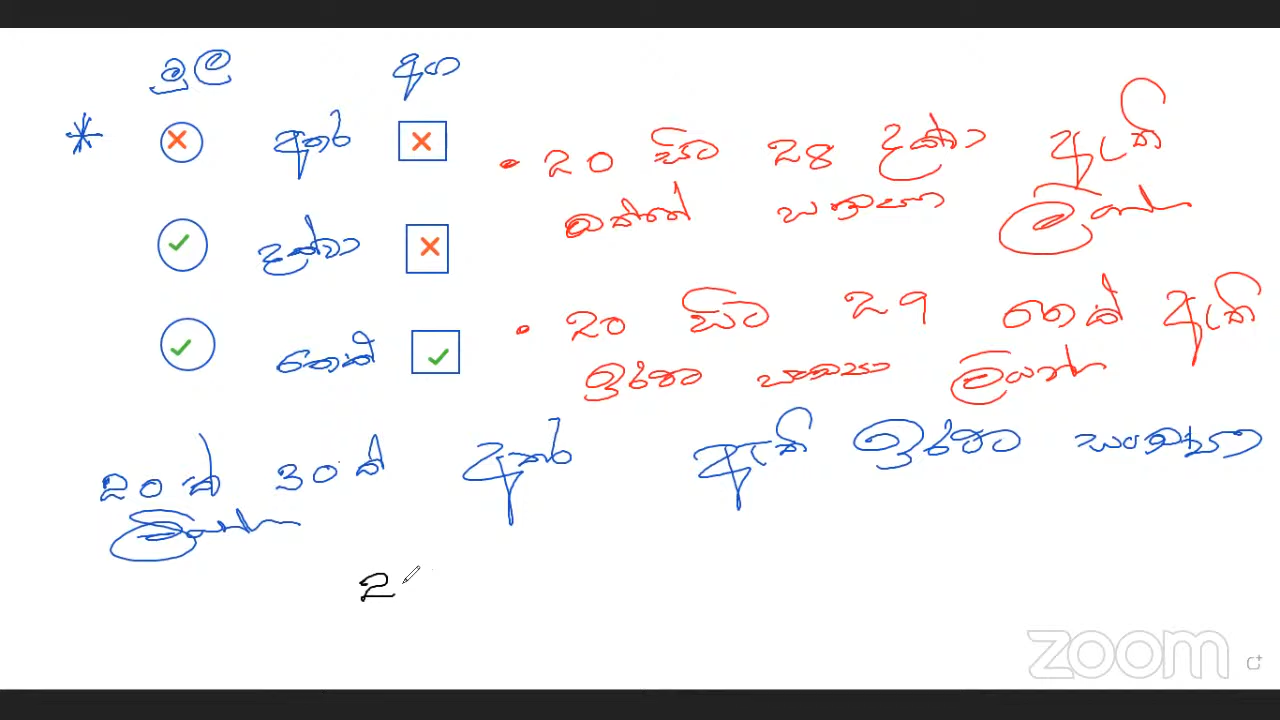 මුල අග
* අතර
දක්වා
තෙක්
• 20 සිට 28 දක්වා ඇති
ඔත්තේ සංඛ්‍යා ලියන්න
• 20 සිට 29 තෙක් ඇති
ඉරට්ට සංඛ්‍යා ලියන්න
20ක් 30ත් අතර ඇති ඉරට්ට සංඛ්‍යා
ලියන්න
2
zoom